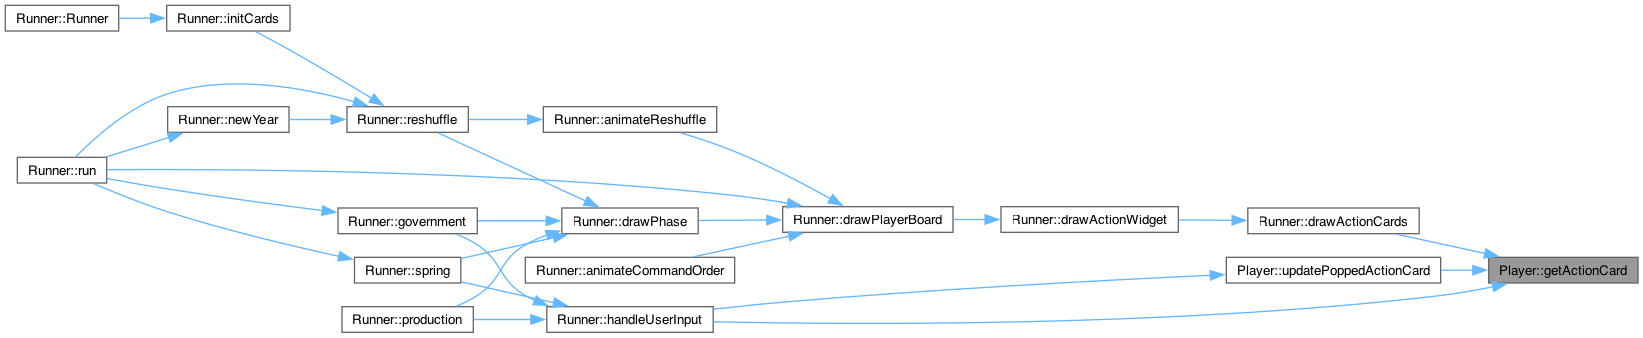 Runner::Runner
Runner::initCards
Runner::newYear
Runner::reshuffle
Runner::animateReshuffle
Runner::run
Runner::government
Runner::drawPhase
Runner::drawPlayerBoard
Runner::drawActionWidget
Runner::drawActionCards
Runner::spring
Runner::animateCommandOrder
Player::updatePoppedActionCard
Player::getActionCard
Runner::production
Runner::handleUserInput